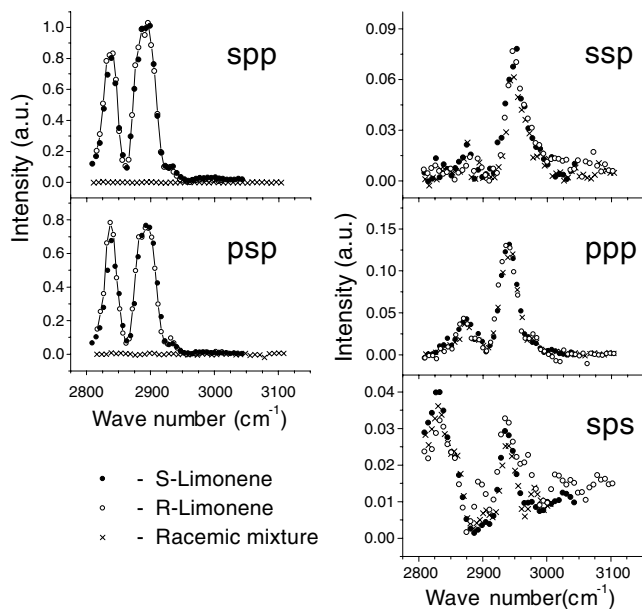 spp
1.0
0.8
0.6
0.4
0.2
0.0
Intensity (a.u.)
psp
0.8
0.6
0.4
0.2
0.0
2800 2900 3000 3100
Wave number (cm⁻¹)
- S-Limonene
- R-Limonene
- Racemic mixture
ssp
0.09
0.06
0.03
0.00
ppp
0.15
0.10
0.05
0.00
Intensity (a.u.)
sps
0.04
0.03
0.02
0.01
0.00
2800 2900 3000 3100
Wave number(cm⁻¹)